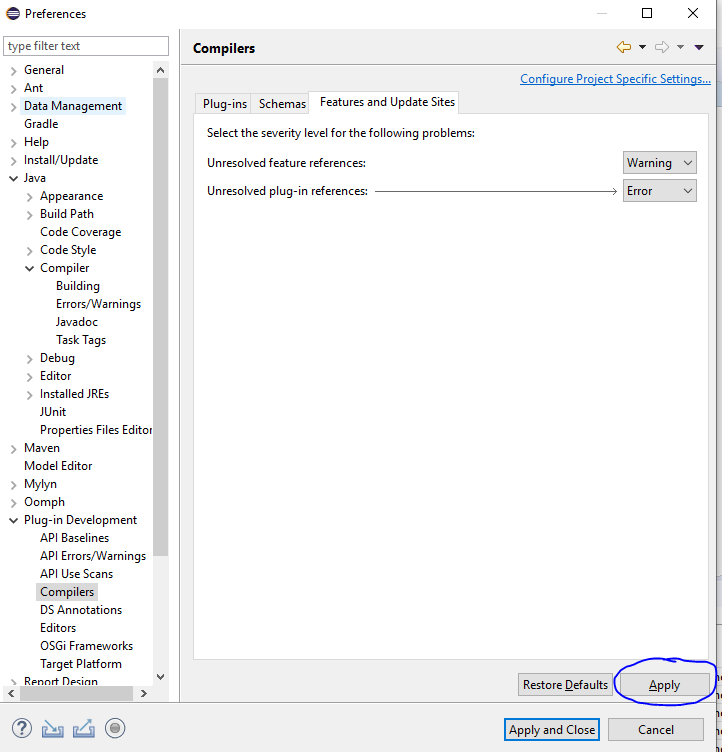 Preferences
type filter text
General
Ant
Data Management
Gradle
Help
Install/Update
Java
Appearance
Build Path
Code Coverage
Code Style
Compiler
Building
Errors/Warnings
Javadoc
Task Tags
Debug
Editor
Installed JREs
JUnit
Properties Files Editor
Maven
Model Editor
Mylyn
Oomph
Plug-in Development
API Baselines
API Errors/Warnings
API Use Scans
Compilers
DS Annotations
Editors
OSGi Frameworks
Target Platform
Report Design
Compilers
Configure Project Specific Settings...
Plug-ins Schemas Features and Update Sites
Select the severity level for the following problems:
Unresolved feature references: Warning
Unresolved plug-in references: Error
Restore Defaults Apply
Apply and Close Cancel